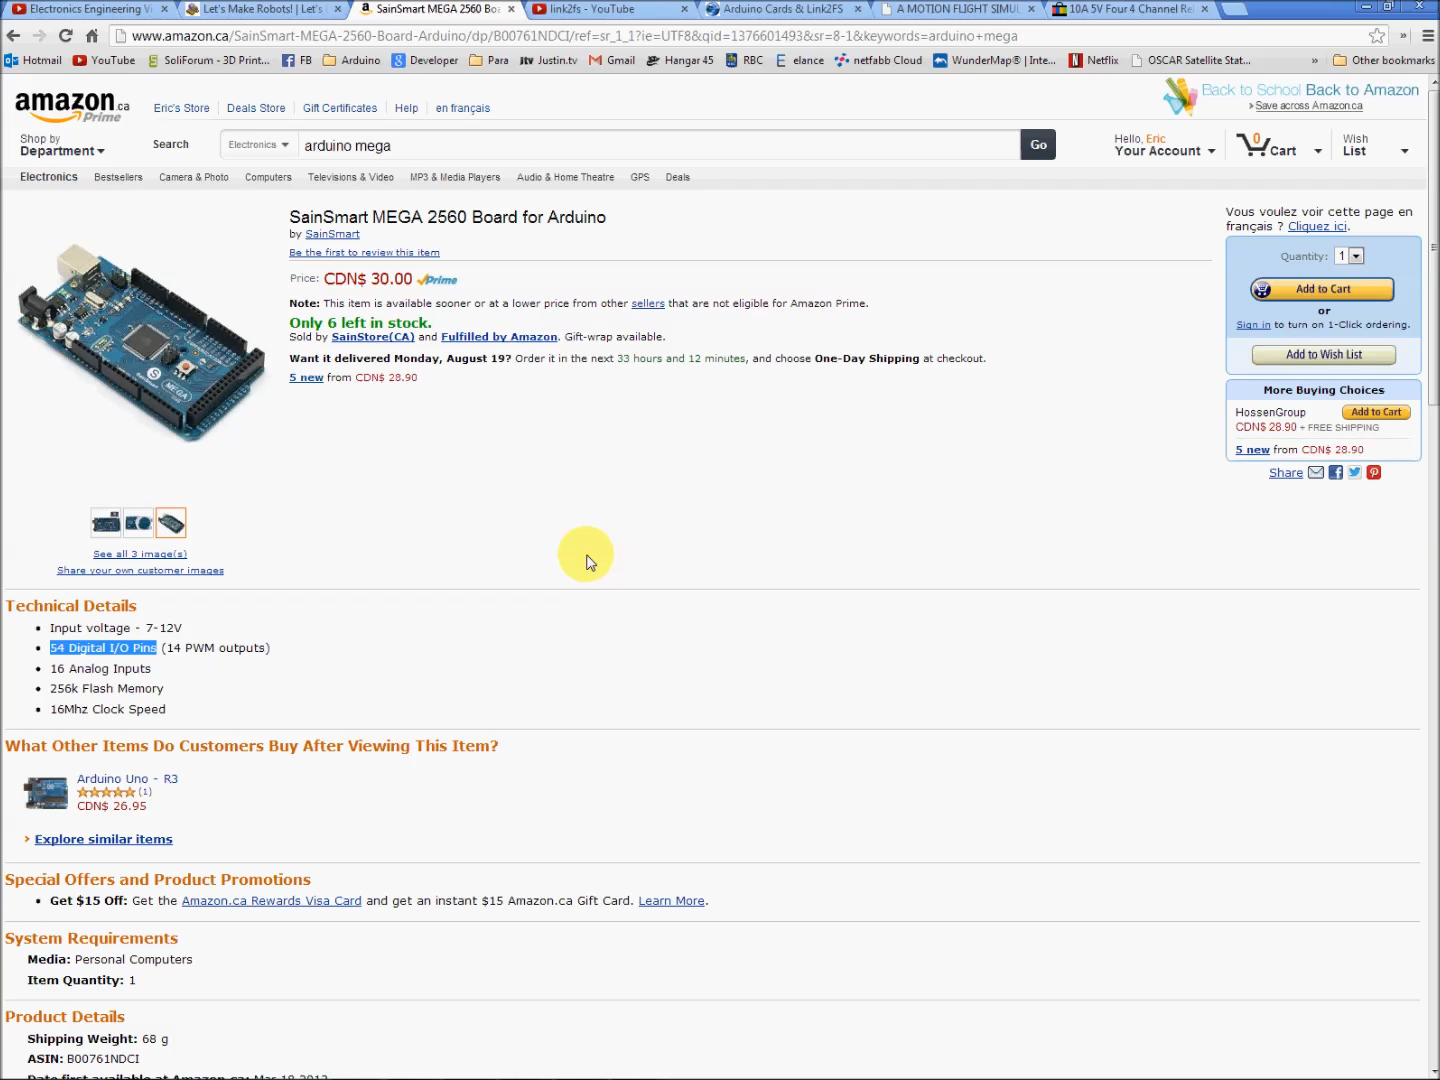 Electronics Engineering Vi
Let's Make Robots! | Let's
SainSmart MEGA 2560 Boa
link2fs - YouTube
Arduino Cards & Link2FS
A MOTION FLIGHT SIMUL
10A 5V Four 4 Channel Re
www.amazon.ca/SainSmart-MEGA-2560-Board-Arduino/dp/B00761NDCI/ref=sr_1_1?ie=UTF8&qid=1376601493&sr=8-1&keywords=arduino+mega
Hotmail YouTube SoliForum - 3D Print... FB Arduino Developer Para Justin.tv Gmail Hangar 45 RBC elance netfabb Cloud WunderMap® | Inte... Netflix OSCAR Satellite Stat... » Other bookmarks
amazon.ca
Prime
Eric's Store Deals Store Gift Certificates Help en français
Back to School Back to Amazon
› Save across Amazon.ca
Shop by
Department
Search
Electronics
arduino mega
Go
Hello, Eric
Your Account
0
Cart
Wish
List
Electronics Bestsellers Camera & Photo Computers Televisions & Video MP3 & Media Players Audio & Home Theatre GPS Deals
SainSmart MEGA 2560 Board for Arduino
by SainSmart
Be the first to review this item
Price: CDN$ 30.00 Prime
Note: This item is available sooner or at a lower price from other sellers that are not eligible for Amazon Prime.
Only 6 left in stock.
Sold by SainStore(CA) and Fulfilled by Amazon. Gift-wrap available.
Want it delivered Monday, August 19? Order it in the next 33 hours and 12 minutes, and choose One-Day Shipping at checkout.
5 new from CDN$ 28.90
Vous voulez voir cette page en
français ? Cliquez ici.
Quantity: 1
Add to Cart
or
Sign in to turn on 1-Click ordering.
Add to Wish List
More Buying Choices
HossenGroup
Add to Cart
CDN$ 28.90 + FREE SHIPPING
5 new from CDN$ 28.90
Share
MEGA
See all 3 image(s)
Share your own customer images
Technical Details
• Input voltage - 7-12V
• 54 Digital I/O Pins (14 PWM outputs)
• 16 Analog Inputs
• 256k Flash Memory
• 16Mhz Clock Speed
What Other Items Do Customers Buy After Viewing This Item?
Arduino Uno - R3
(1)
CDN$ 26.95
› Explore similar items
Special Offers and Product Promotions
• Get $15 Off: Get the Amazon.ca Rewards Visa Card and get an instant $15 Amazon.ca Gift Card. Learn More.
System Requirements
Media: Personal Computers
Item Quantity: 1
Product Details
Shipping Weight: 68 g
ASIN: B00761NDCI
Date first available at Amazon.ca: Mar 18 2013